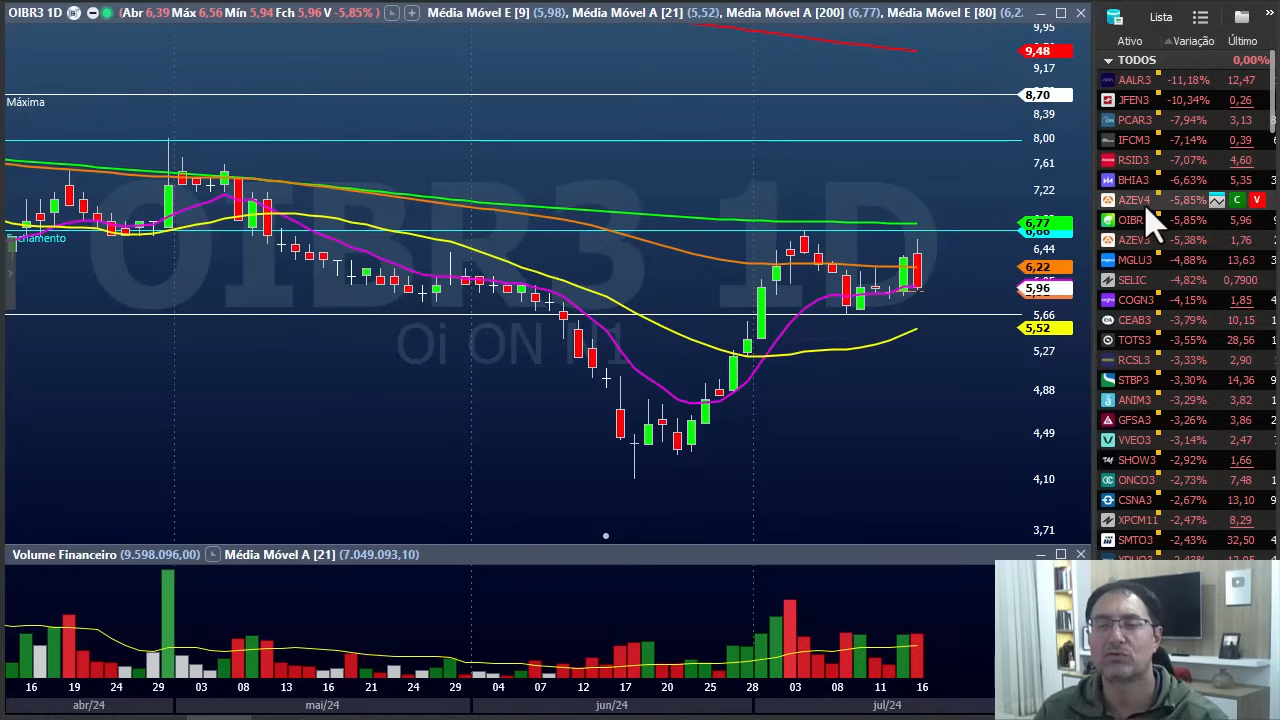 OIBR3 1D (Abr 6,39 Máx 6,56 Mín 5,94 Fch 5,96 V -5,85%) Média Móvel E [9] (5,98), Média Móvel A [21] (5,52), Média Móvel A [200] (6,77), Média Móvel E [80] (6,2
9,95
9,48
9,17
Máxima
8,70
8,39
8,00
7,61
7,22
6,77
6,66
Fechamento
6,44
6,22
5,96
5,66
5,52
5,27
4,88
4,49
4,10
3,71
OIBR3 1D
Oi ON N1
Volume Financeiro (9.598.096,00) Média Móvel A [21] (7.049.093,10)
16 19 24 29 03 08 13 16 21 24 29 04 07 12 17 20 25 28 03 08 11 16
abr/24 mai/24 jun/24 jul/24
Lista
Ativo Variação Último
TODOS 0,00%
AALR3 -11,18% 12,47
JFEN3 -10,34% 0,26
PCAR3 -7,94% 3,13
IFCM3 -7,14% 0,39
RSID3 -7,07% 4,60
BHIA3 -6,63% 5,35
AZEV4 -5,85% C V
OIBR -5,85% 5,96
AZEV3 -5,38% 1,76
MGLU3 -4,88% 13,63
SELIC -4,82% 0,7900
COGN3 -4,15% 1,85
CEAB3 -3,79% 10,15
TOTS3 -3,55% 28,56
RCSL3 -3,33% 2,90
STBP3 -3,30% 14,36
ANIM3 -3,29% 3,82
GFSA3 -3,26% 3,86
VVEO3 -3,14% 2,47
SHOW3 -2,92% 1,66
ONCO3 -2,73% 7,48
CSNA3 -2,67% 13,10
XPCM11 -2,47% 8,29
SMTO3 -2,43% 32,50